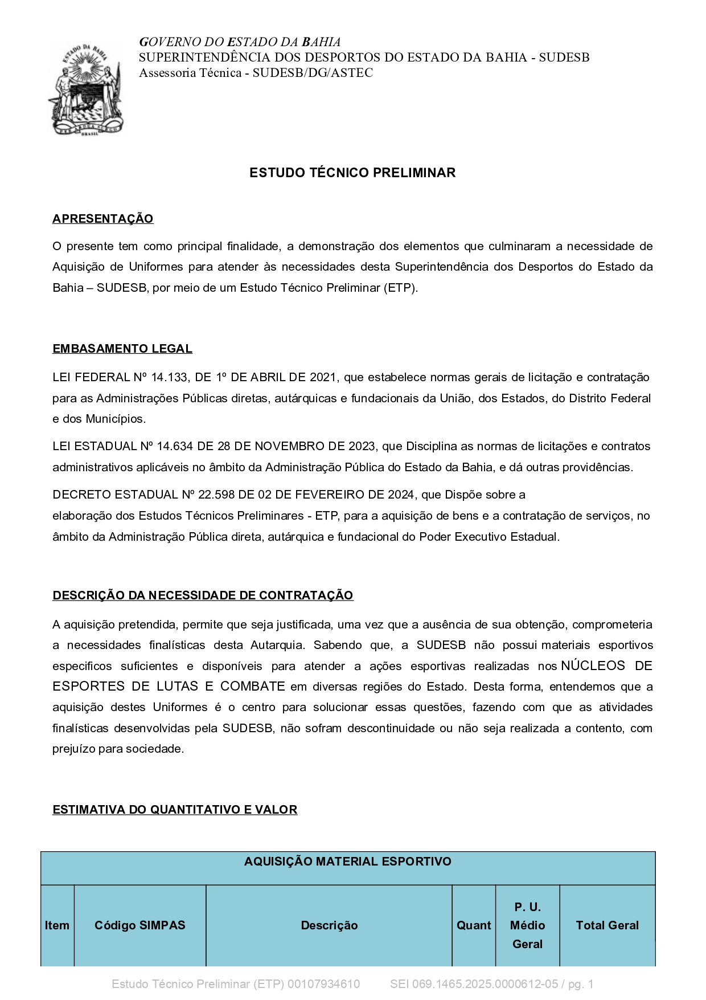 GOVERNO DO ESTADO DA BAHIA
SUPERINTENDÊNCIA DOS DESPORTOS DO ESTADO DA BAHIA - SUDESB
Assessoria Técnica - SUDESB/DG/ASTEC
ESTADO DA BAHIA
PER ARDUA SURGO
BRASIL
ESTUDO TÉCNICO PRELIMINAR
APRESENTAÇÃO
O presente tem como principal finalidade, a demonstração dos elementos que culminaram a necessidade de
Aquisição de Uniformes para atender às necessidades desta Superintendência dos Desportos do Estado da
Bahia – SUDESB, por meio de um Estudo Técnico Preliminar (ETP).
EMBASAMENTO LEGAL
LEI FEDERAL Nº 14.133, DE 1º DE ABRIL DE 2021, que estabelece normas gerais de licitação e contratação
para as Administrações Públicas diretas, autárquicas e fundacionais da União, dos Estados, do Distrito Federal
e dos Municípios.
LEI ESTADUAL Nº 14.634 DE 28 DE NOVEMBRO DE 2023, que Disciplina as normas de licitações e contratos
administrativos aplicáveis no âmbito da Administração Pública do Estado da Bahia, e dá outras providências.
DECRETO ESTADUAL Nº 22.598 DE 02 DE FEVEREIRO DE 2024, que Dispõe sobre a
elaboração dos Estudos Técnicos Preliminares - ETP, para a aquisição de bens e a contratação de serviços, no
âmbito da Administração Pública direta, autárquica e fundacional do Poder Executivo Estadual.
DESCRIÇÃO DA NECESSIDADE DE CONTRATAÇÃO
A aquisição pretendida, permite que seja justificada, uma vez que a ausência de sua obtenção, comprometeria
a necessidades finalísticas desta Autarquia. Sabendo que, a SUDESB não possui materiais esportivos
especificos suficientes e disponíveis para atender a ações esportivas realizadas nos NÚCLEOS DE
ESPORTES DE LUTAS E COMBATE em diversas regiões do Estado. Desta forma, entendemos que a
aquisição destes Uniformes é o centro para solucionar essas questões, fazendo com que as atividades
finalísticas desenvolvidas pela SUDESB, não sofram descontinuidade ou não seja realizada a contento, com
prejuízo para sociedade.
ESTIMATIVA DO QUANTITATIVO E VALOR
AQUISIÇÃO MATERIAL ESPORTIVO
Item Código SIMPAS Descrição Quant P. U. Médio Geral Total Geral
Estudo Técnico Preliminar (ETP) 00107934610 SEI 069.1465.2025.0000612-05 / pg. 1